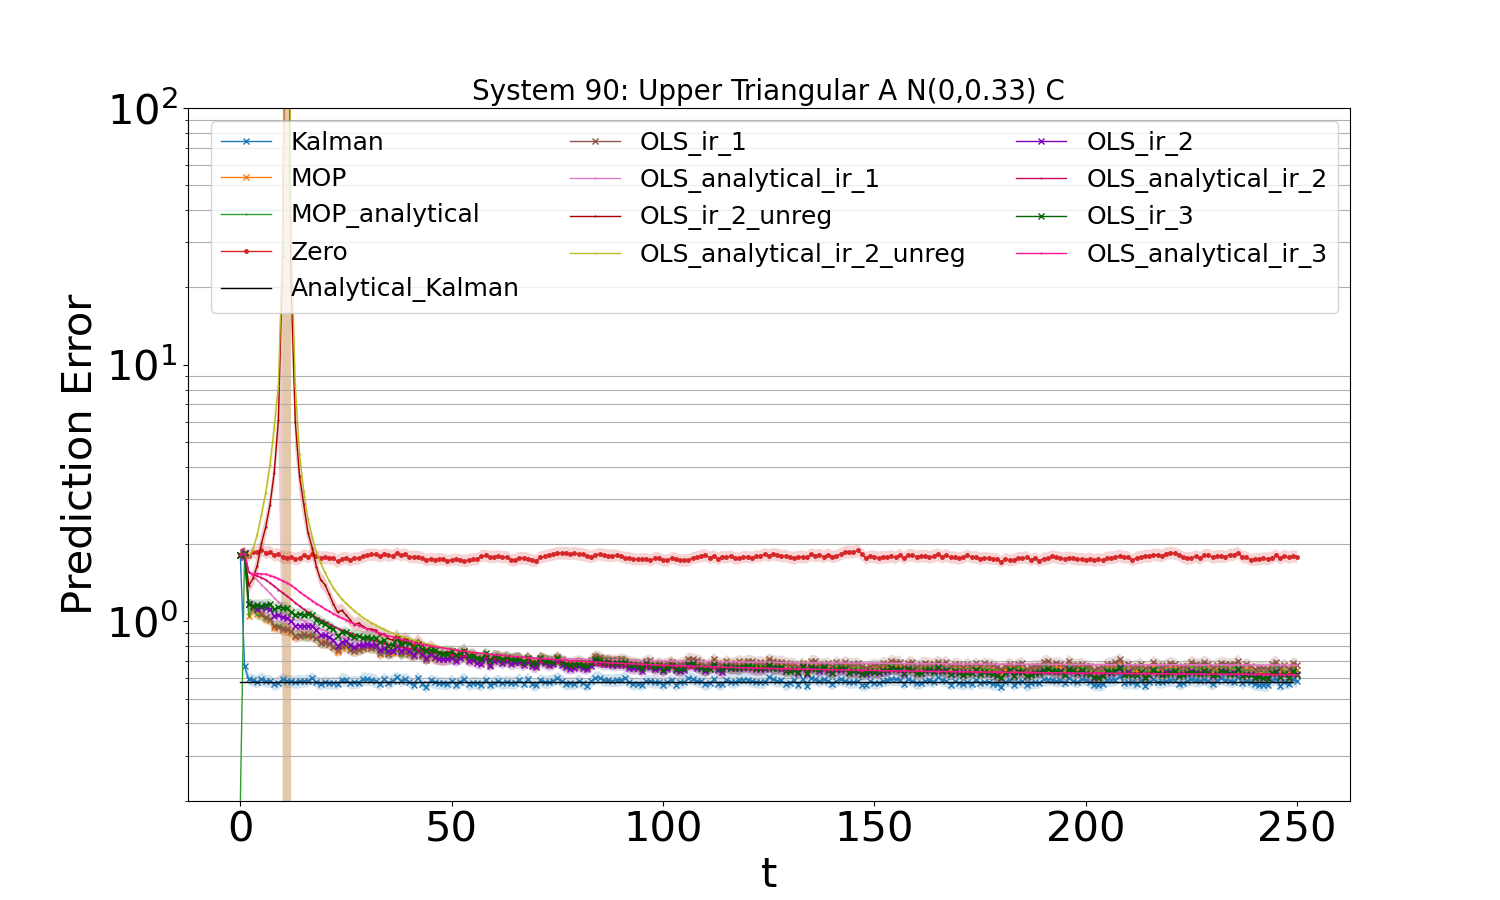 System 90: Upper Triangular A N(0,0.33) C
Prediction Error
10²
10¹
10⁰
Kalman
MOP
MOP_analytical
Zero
Analytical_Kalman
OLS_ir_1
OLS_analytical_ir_1
OLS_ir_2_unreg
OLS_analytical_ir_2_unreg
OLS_ir_2
OLS_analytical_ir_2
OLS_ir_3
OLS_analytical_ir_3
0 50 100 150 200 250
t